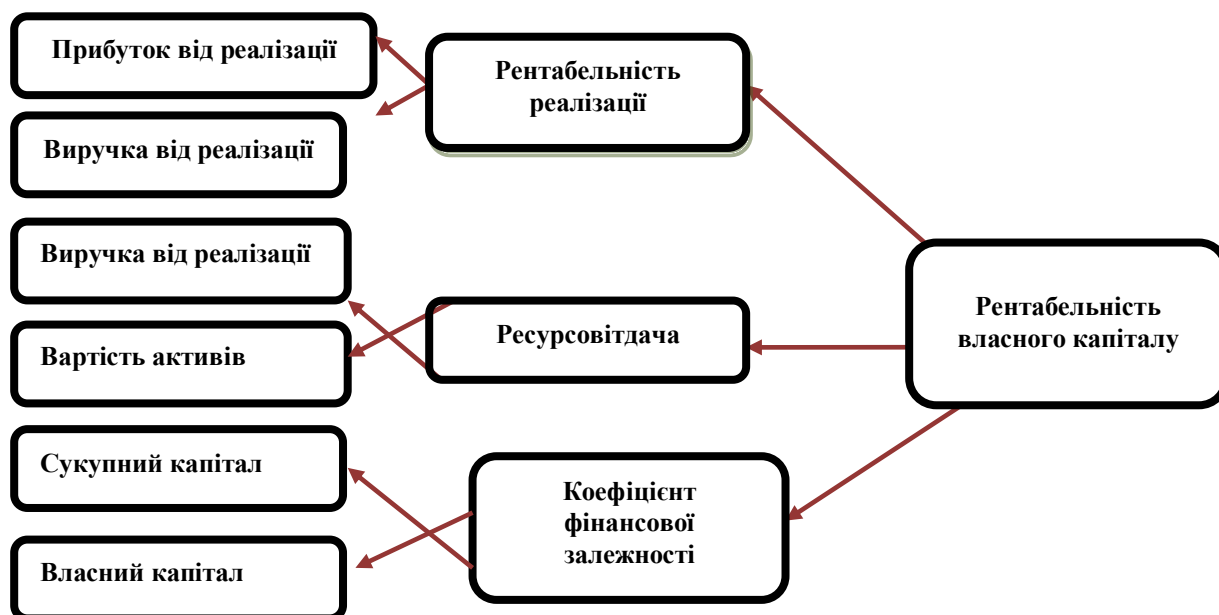 Прибуток від реалізації
Виручка від реалізації
Виручка від реалізації
Вартість активів
Сукупний капітал
Власний капітал
Рентабельність
реалізації
Ресурсовітдача
Коефіцієнт
фінансової
залежності
Рентабельність
власного капіталу